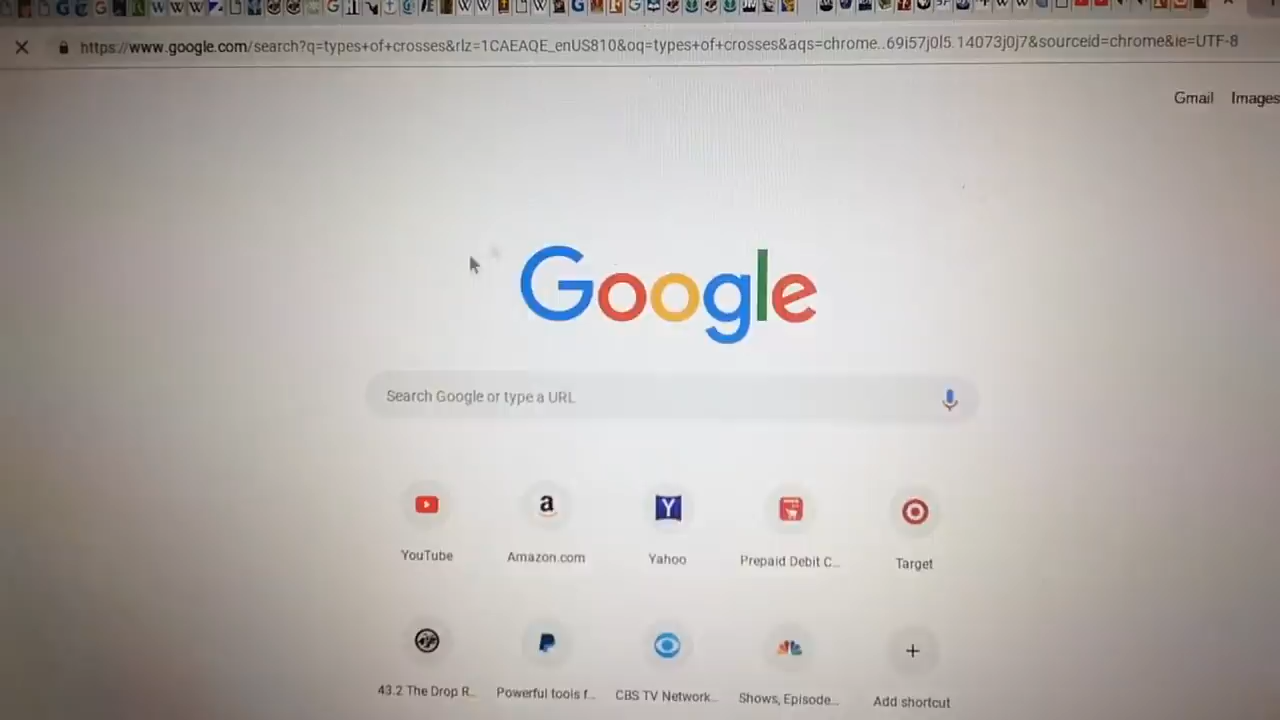 https://www.google.com/search?q=types+of+crosses&rlz=1CAEAQE_enUS810&oq=types+of+crosses&aqs=chrome..69i57j0l5.14073j0j7&sourceid=chrome&ie=UTF-8
Gmail Images
Google
Search Google or type a URL
YouTube Amazon.com Yahoo Prepaid Debit C... Target
43.2 The Drop R... Powerful tools f... CBS TV Network... Shows, Episode... Add shortcut